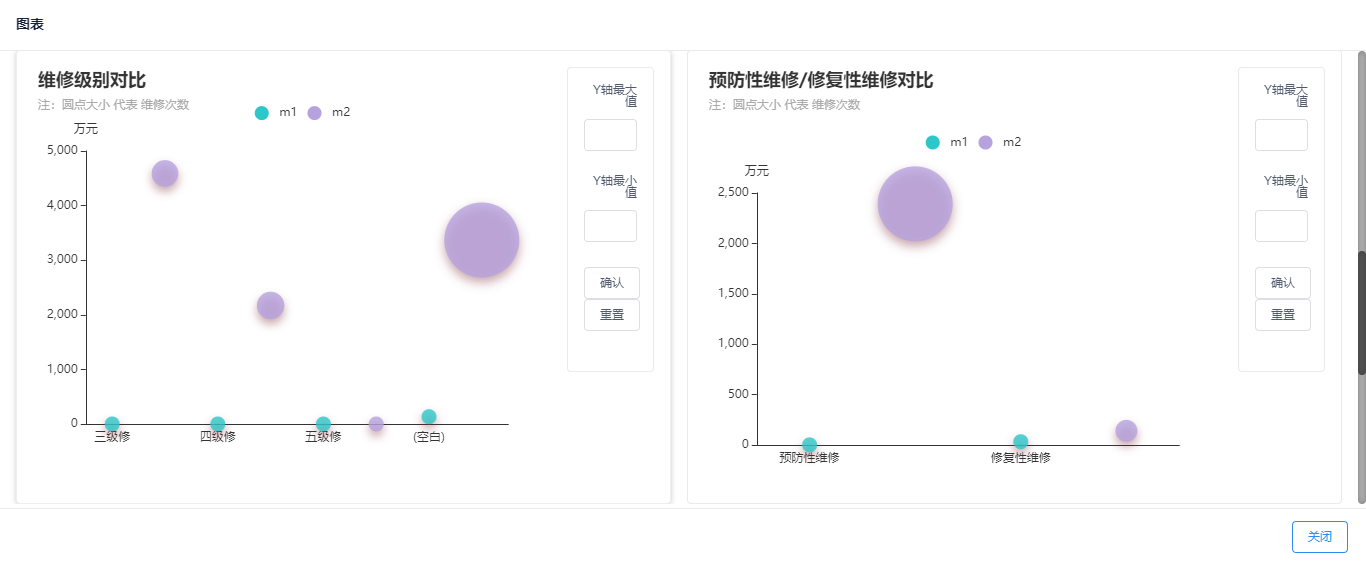 图表
维修级别对比
注: 圆点大小 代表 维修次数
m1
m2
万元
5,000
4,000
3,000
2,000
1,000
0
三级修
四级修
五级修
(空白)
Y轴最大
值
Y轴最小
值
确认
重置
预防性维修/修复性维修对比
注: 圆点大小 代表 维修次数
m1
m2
万元
2,500
2,000
1,500
1,000
500
0
预防性维修
修复性维修
Y轴最大
值
Y轴最小
值
确认
重置
关闭